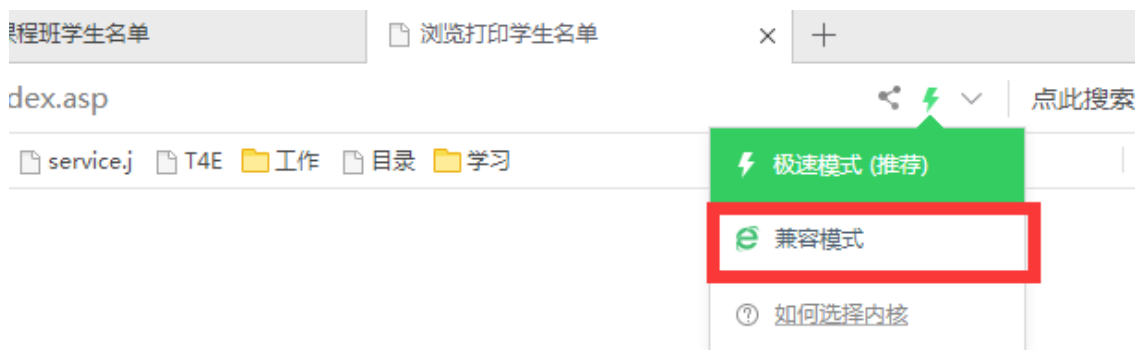 程班学生名单 浏览打印学生名单
dex.asp 点此搜索
service.j T4E 工作 目录 学习
极速模式 (推荐)
兼容模式
如何选择内核